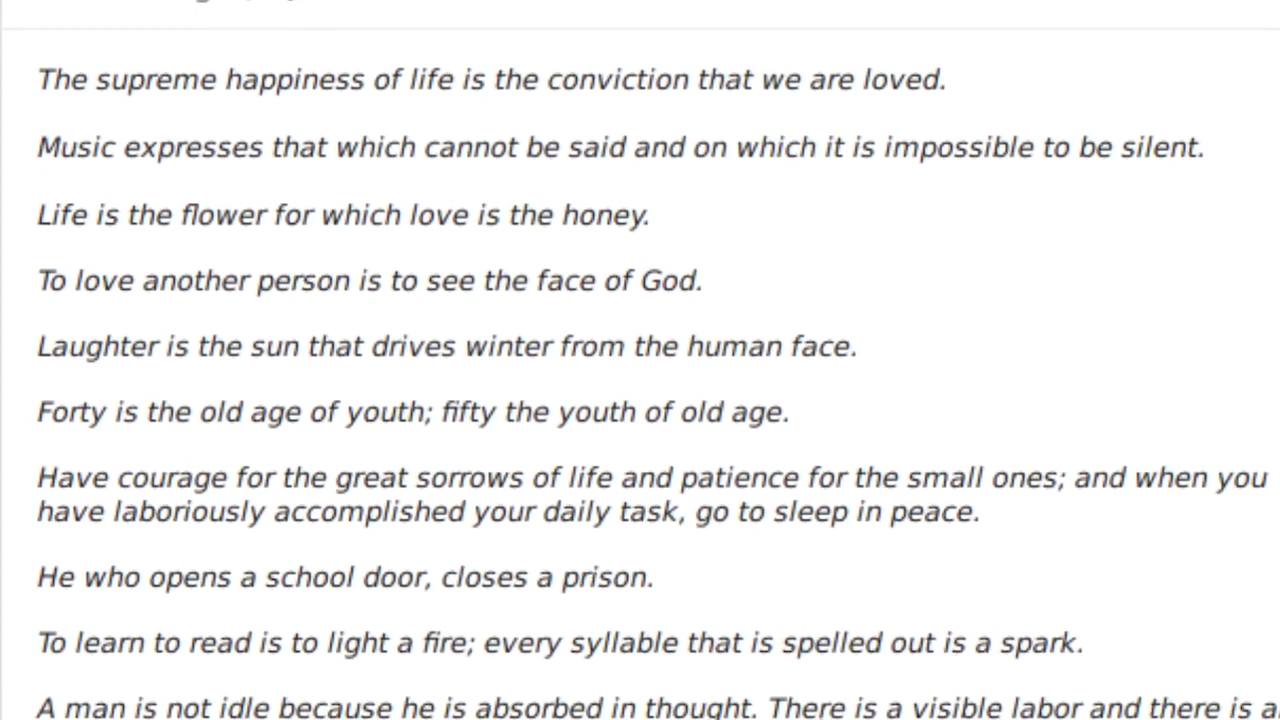 The supreme happiness of life is the conviction that we are loved.
Music expresses that which cannot be said and on which it is impossible to be silent.
Life is the flower for which love is the honey.
To love another person is to see the face of God.
Laughter is the sun that drives winter from the human face.
Forty is the old age of youth; fifty the youth of old age.
Have courage for the great sorrows of life and patience for the small ones; and when you
have laboriously accomplished your daily task, go to sleep in peace.
He who opens a school door, closes a prison.
To learn to read is to light a fire; every syllable that is spelled out is a spark.
A man is not idle because he is absorbed in thought. There is a visible labor and there is a